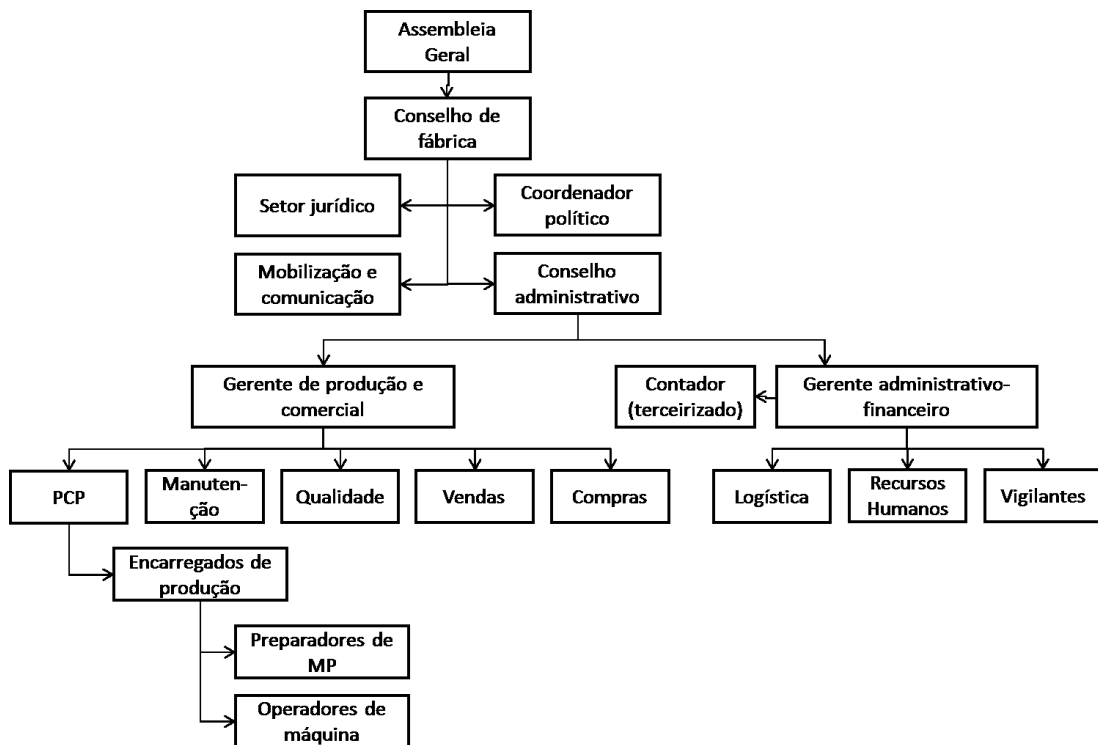 Assembleia
Geral
Conselho de
fábrica
Setor jurídico
Coordenador
político
Mobilização e
comunicação
Conselho
administrativo
Gerente de produção e
comercial
Contador
(terceirizado)
Gerente administrativo-
financeiro
PCP
Manuten-
ção
Qualidade
Vendas
Compras
Logística
Recursos
Humanos
Vigilantes
Encarregados de
produção
Preparadores de
MP
Operadores de
máquina